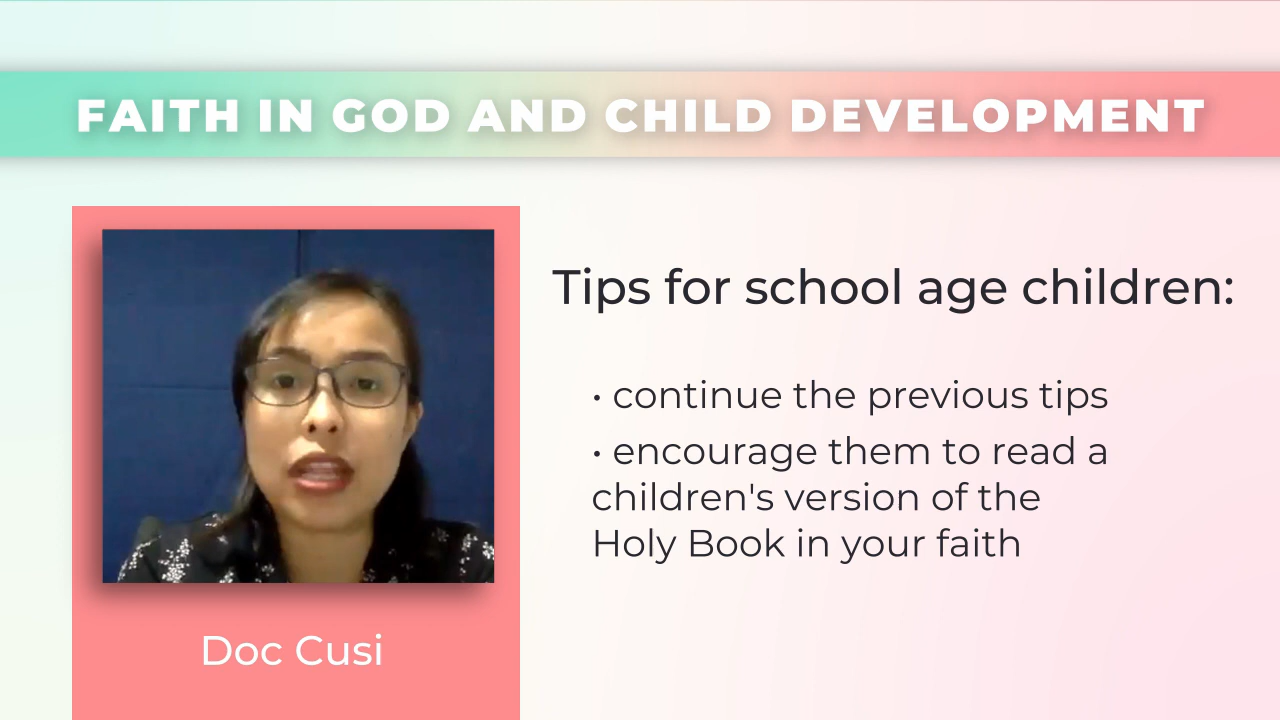 FAITH IN GOD AND CHILD DEVELOPMENT
Tips for school age children:
• continue the previous tips
• encourage them to read a
children's version of the
Holy Book in your faith
Doc Cusi